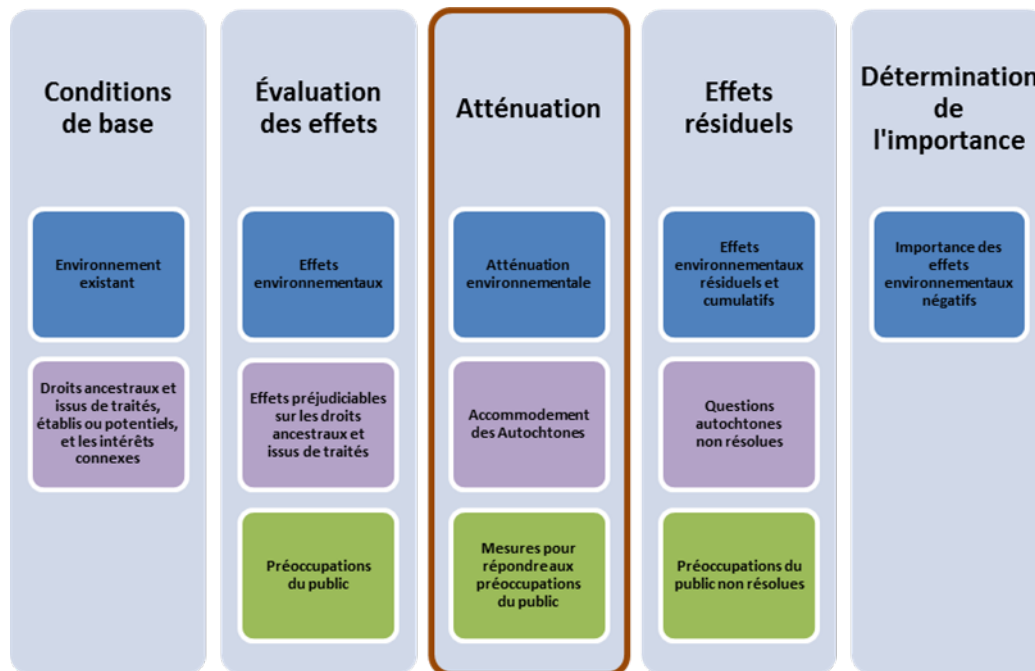 Conditions
de base
Environnement
existant
Droits ancestraux et
issus de traités,
établis ou potentiels,
et les intérêts
connexes
Évaluation
des effets
Effets
environnementaux
Effets préjudiciables
sur les droits
ancestraux et
issus de traités
Préoccupations
du public
Atténuation
Atténuation
environnementale
Accommodement
des Autochtones
Mesures pour
répondre aux
préoccupations
du public
Effets
résiduels
Effets
environnementaux
résiduels et
cumulatifs
Questions
autochtones
non résolues
Préoccupations du
public non résolues
Détermination
de
l'importance
Importance des
effets
environnementaux
négatifs